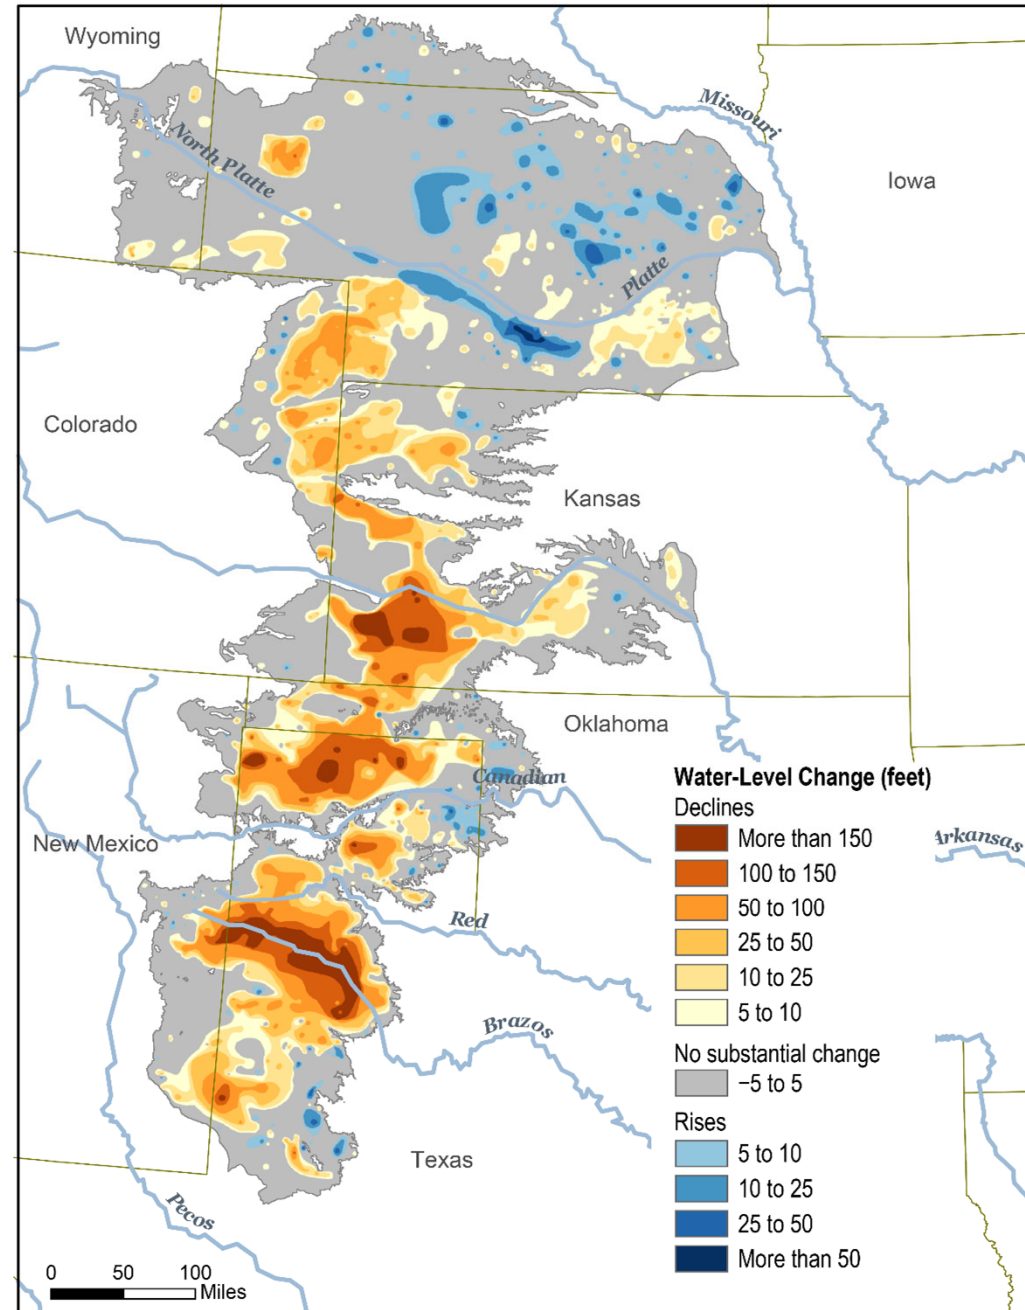 Wyoming
Missouri
North Platte
Iowa
Platte
Colorado
Kansas
Oklahoma
Canadian
New Mexico
Red
Brazos
Texas
Pecos
Arkansas
Water-Level Change (feet)
Declines
More than 150
100 to 150
50 to 100
25 to 50
10 to 25
5 to 10
No substantial change
−5 to 5
Rises
5 to 10
10 to 25
25 to 50
More than 50
0 50 100
Miles